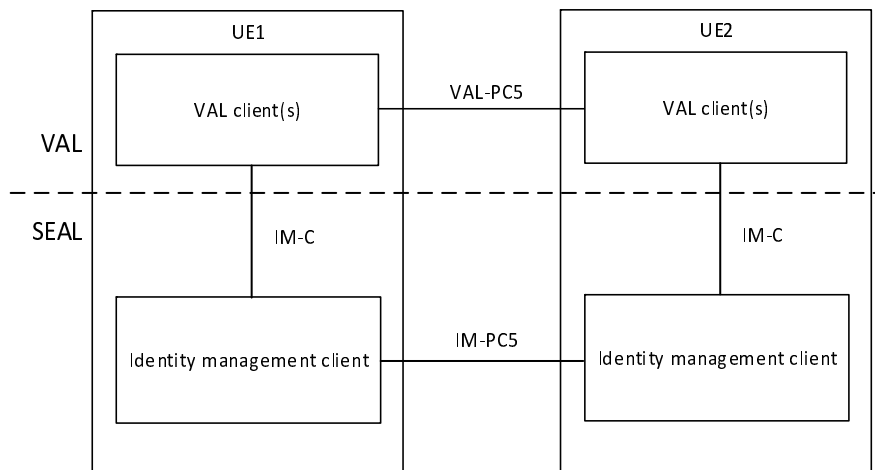 UE1
UE2
VAL client(s)
VAL-PC5
VAL client(s)
VAL
SEAL
IM-C
IM-C
Identity management client
IM-PC5
Identity management client